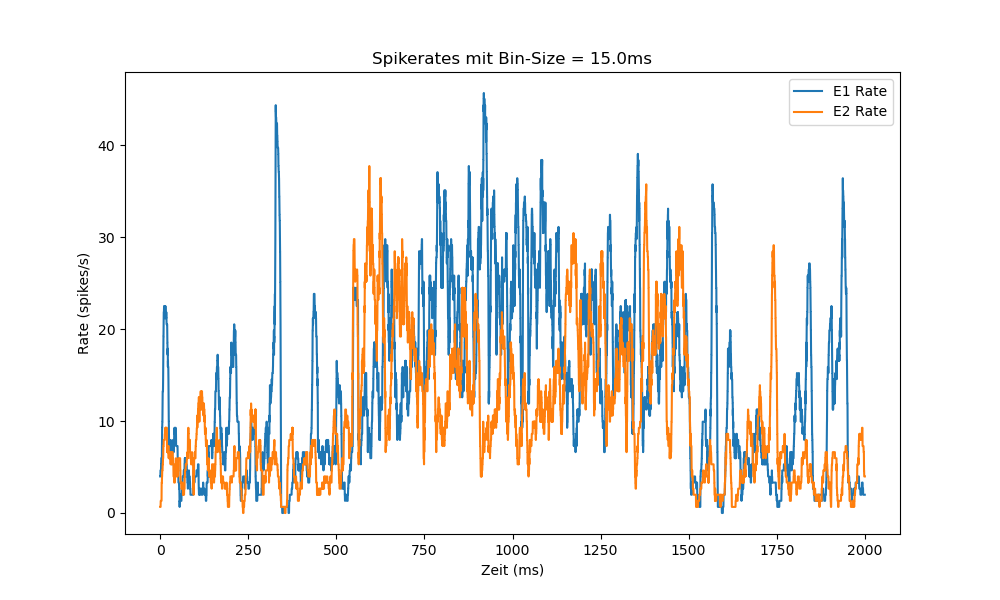 Spikerates mit Bin-Size = 15.0ms
E1 Rate
E2 Rate
40
30
20
10
0
Rate (spikes/s)
0 250 500 750 1000 1250 1500 1750 2000
Zeit (ms)